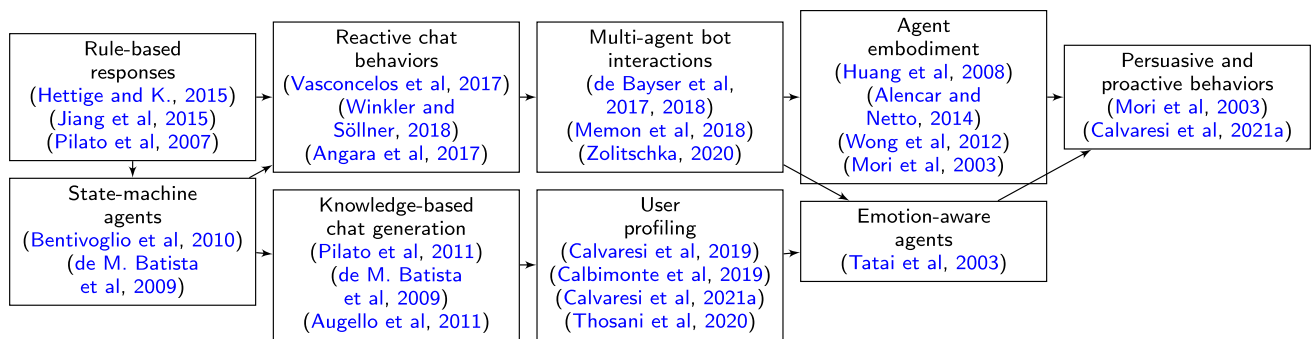 Rule-based
responses
(Hettige and K., 2015)
(Jiang et al, 2015)
(Pilato et al, 2007)
State-machine
agents
(Bentivoglio et al, 2010)
(de M. Batista
et al, 2009)
Reactive chat
behaviors
(Vasconcelos et al, 2017)
(Winkler and
Söllner, 2018)
(Angara et al, 2017)
Knowledge-based
chat generation
(Pilato et al, 2011)
(de M. Batista
et al, 2009)
(Augello et al, 2011)
Multi-agent bot
interactions
(de Bayser et al,
2017, 2018)
(Memon et al, 2018)
(Zolitschka, 2020)
User
profiling
(Calvaresi et al, 2019)
(Calbimonte et al, 2019)
(Calvaresi et al, 2021a)
(Thosani et al, 2020)
Agent
embodiment
(Huang et al, 2008)
(Alencar and
Netto, 2014)
(Wong et al, 2012)
(Mori et al, 2003)
Emotion-aware
agents
(Tatai et al, 2003)
Persuasive and
proactive behaviors
(Mori et al, 2003)
(Calvaresi et al, 2021a)